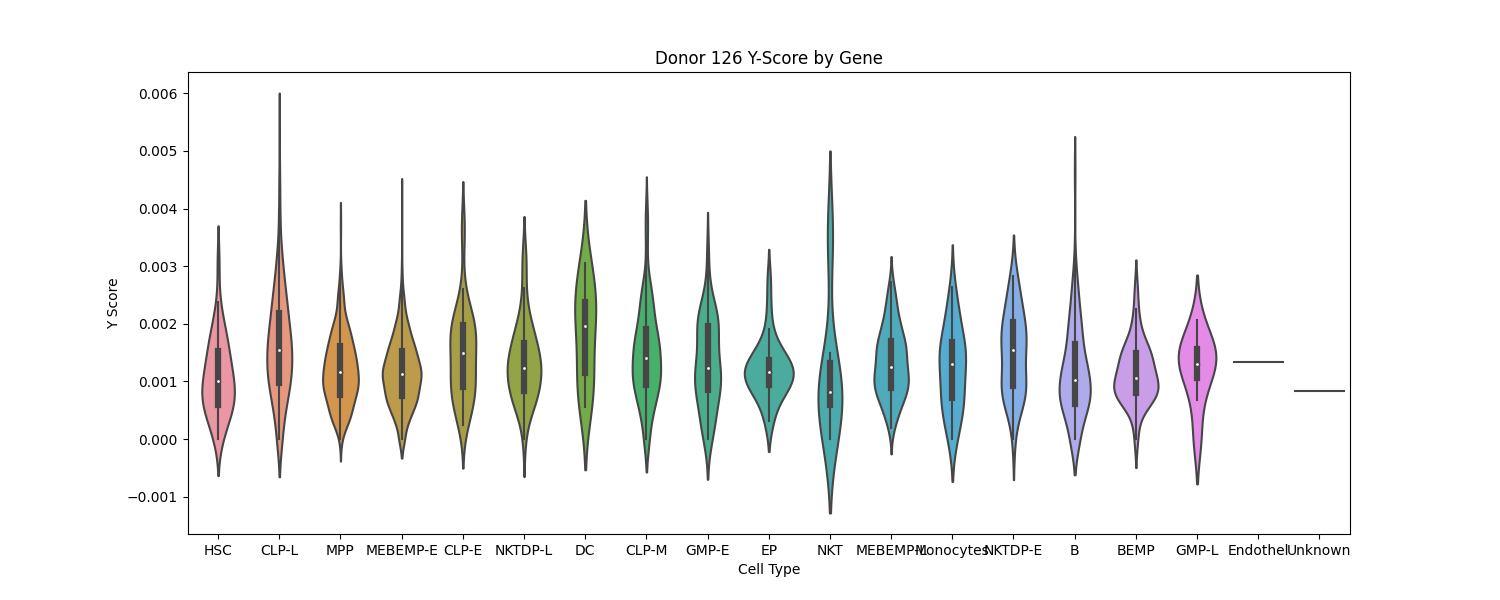 Donor 126 Y-Score by Gene
Y Score
0.006
0.005
0.004
0.003
0.002
0.001
0.000
−0.001
HSC CLP-L MPP MEBEMP-E CLP-E NKTDP-L DC CLP-M GMP-E EP NKT MEBEMP-L Monocytes NKTDP-E B BEMP GMP-L Endothel Unknown
Cell Type